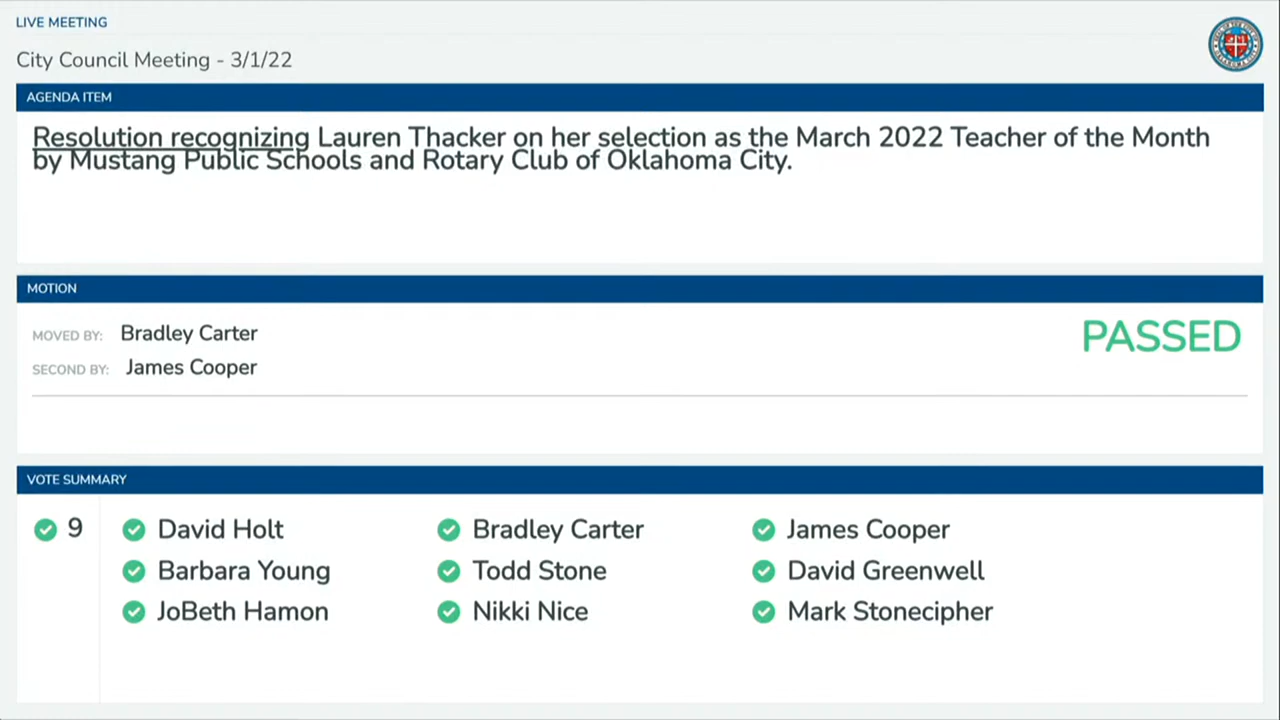 LIVE MEETING
City Council Meeting - 3/1/22
AGENDA ITEM
Resolution recognizing Lauren Thacker on her selection as the March 2022 Teacher of the Month
by Mustang Public Schools and Rotary Club of Oklahoma City.
MOTION
MOVED BY: Bradley Carter
PASSED
SECOND BY: James Cooper
VOTE SUMMARY
9 David Holt Bradley Carter James Cooper
Barbara Young Todd Stone David Greenwell
JoBeth Hamon Nikki Nice Mark Stonecipher